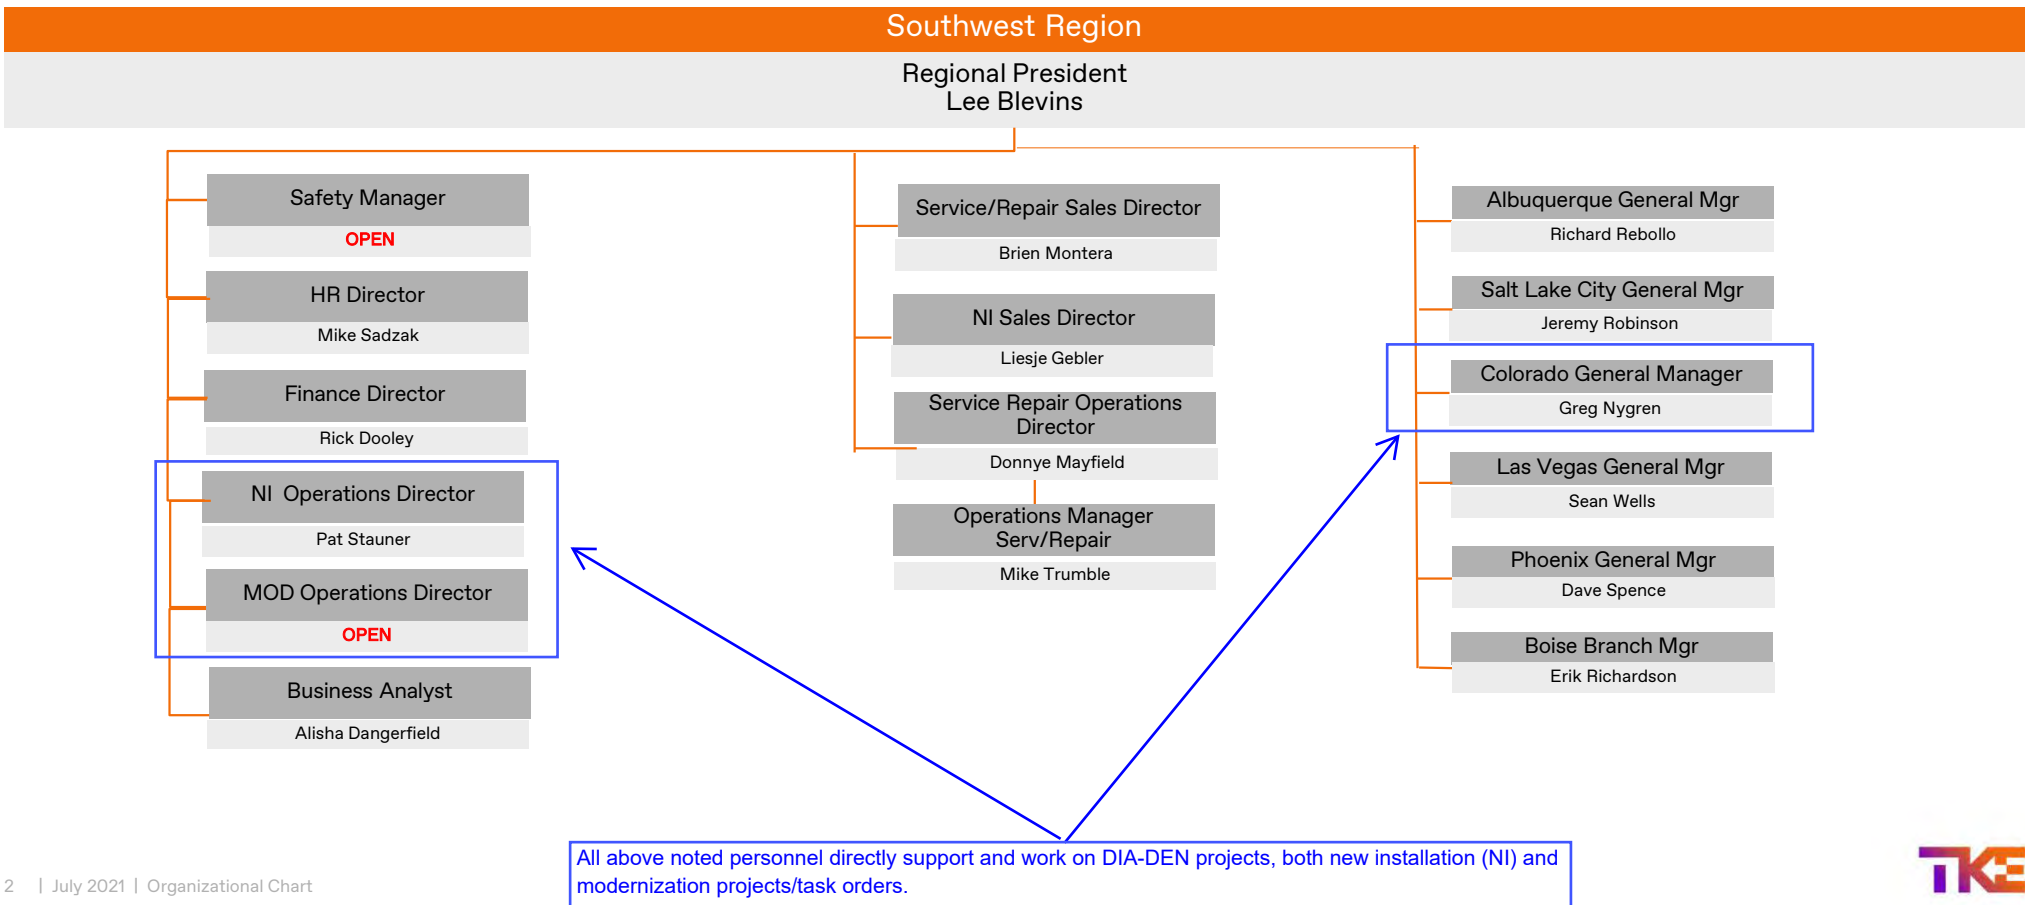 Southwest Region
Regional President
Lee Blevins
Safety Manager
OPEN
HR Director
Mike Sadzak
Finance Director
Rick Dooley
NI Operations Director
Pat Stauner
MOD Operations Director
OPEN
Business Analyst
Alisha Dangerfield
Service/Repair Sales Director
Brien Montera
NI Sales Director
Liesje Gebler
Service Repair Operations
Director
Donnye Mayfield
Operations Manager
Serv/Repair
Mike Trumble
Albuquerque General Mgr
Richard Rebollo
Salt Lake City General Mgr
Jeremy Robinson
Colorado General Manager
Greg Nygren
Las Vegas General Mgr
Sean Wells
Phoenix General Mgr
Dave Spence
Boise Branch Mgr
Erik Richardson
All above noted personnel directly support and work on DIA-DEN projects, both new installation (NI) and
modernization projects/task orders.
2 | July 2021 | Organizational Chart
TKE